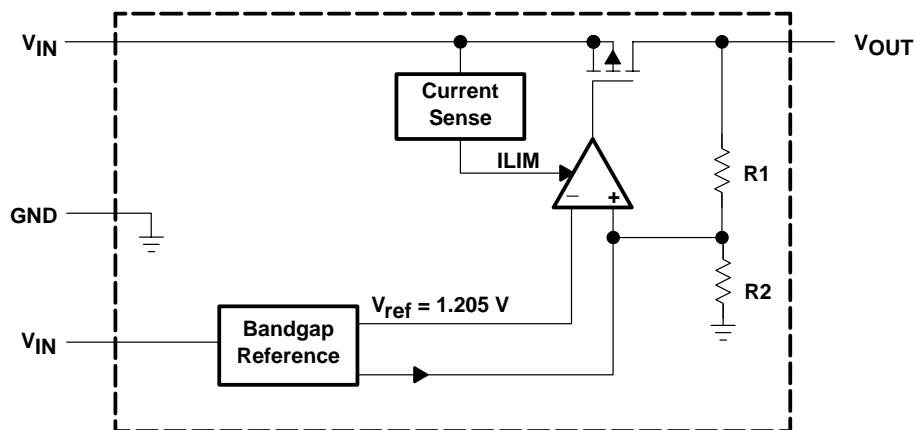 VIN
VOUT
Current
Sense
ILIM
R1
− +
GND
R2
Vref = 1.205 V
VIN
Bandgap
Reference